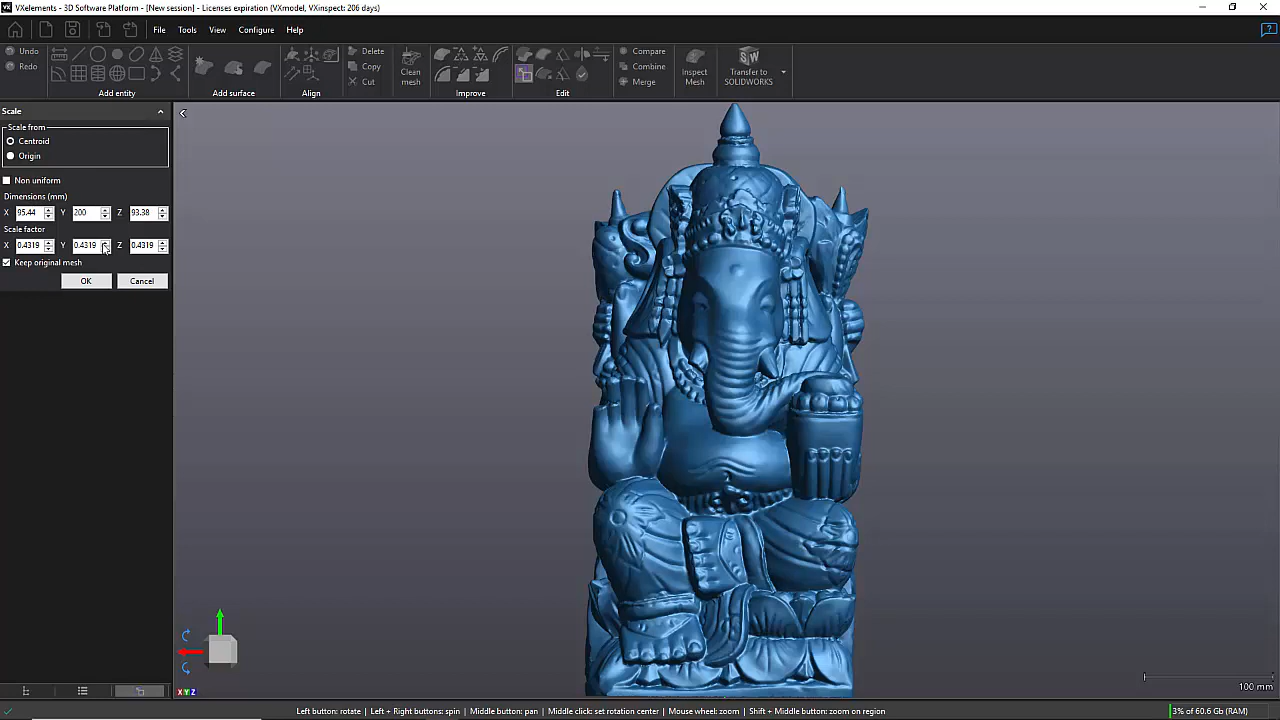 VXelements - 3D Software Platform - [New session] - Licenses expiration (VXmodel, VXinspect: 206 days)
File Tools View Configure Help
Undo
Redo
Add entity
Add surface
Align
Delete
Copy
Cut
Clean
mesh
Improve
Edit
Compare
Combine
Merge
Inspect
Mesh
Transfer to
SOLIDWORKS
Scale
Scale from
Centroid
Origin
Non uniform
Dimensions (mm)
X 95.44 Y 200 Z 93.38
Scale factor
X 0.4319 Y 0.4319 Z 0.4319
Keep original mesh
OK Cancel
XYZ
100 mm
Left button: rotate | Left + Right buttons: spin | Middle button: pan | Middle click: set rotation center | Mouse wheel: zoom | Shift + Middle button: zoom on region
3% of 60.6 Gb (RAM)